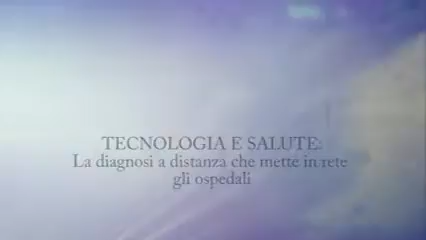 TECNOLOGIA E SALUTE:
La diagnosi a distanza che mette in rete
gli ospedali